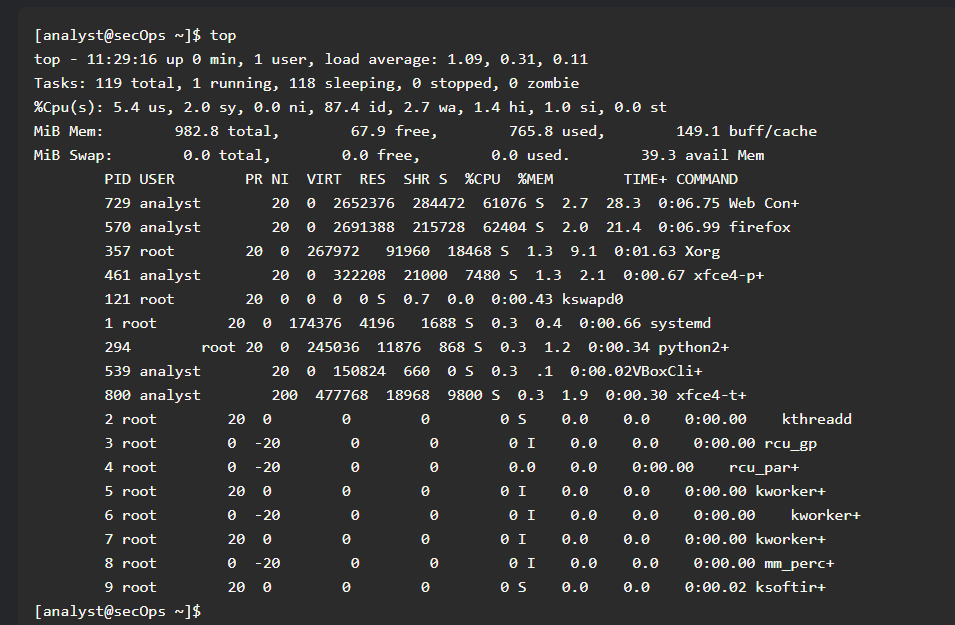 [analyst@secOps ~]$ top
top - 11:29:16 up 0 min, 1 user, load average: 1.09, 0.31, 0.11
Tasks: 119 total, 1 running, 118 sleeping, 0 stopped, 0 zombie
%Cpu(s): 5.4 us, 2.0 sy, 0.0 ni, 87.4 id, 2.7 wa, 1.4 hi, 1.0 si, 0.0 st
MiB Mem: 982.8 total, 67.9 free, 765.8 used, 149.1 buff/cache
MiB Swap: 0.0 total, 0.0 free, 0.0 used. 39.3 avail Mem
PID USER PR NI VIRT RES SHR S %CPU %MEM TIME+ COMMAND
729 analyst 20 0 2652376 284472 61076 S 2.7 28.3 0:06.75 Web Con+
570 analyst 20 0 2691388 215728 62404 S 2.0 21.4 0:06.99 firefox
357 root 20 0 267972 91960 18468 S 1.3 9.1 0:01.63 Xorg
461 analyst 20 0 322208 21000 7480 S 1.3 2.1 0:00.67 xfce4-p+
121 root 20 0 0 0 0 S 0.7 0.0 0:00.43 kswapd0
1 root 20 0 174376 4196 1688 S 0.3 0.4 0:00.66 systemd
294 root 20 0 245036 11876 868 S 0.3 1.2 0:00.34 python2+
539 analyst 20 0 150824 660 0 S 0.3 .1 0:00.02VBoxCli+
800 analyst 200 477768 18968 9800 S 0.3 1.9 0:00.30 xfce4-t+
2 root 20 0 0 0 0 S 0.0 0.0 0:00.00 kthreadd
3 root 0 -20 0 0 0 I 0.0 0.0 0:00.00 rcu_gp
4 root 0 -20 0 0 0.0 0.0 0:00.00 rcu_par+
5 root 20 0 0 0 0 I 0.0 0.0 0:00.00 kworker+
6 root 0 -20 0 0 0 I 0.0 0.0 0:00.00 kworker+
7 root 20 0 0 0 0 I 0.0 0.0 0:00.00 kworker+
8 root 0 -20 0 0 0 I 0.0 0.0 0:00.00 mm_perc+
9 root 20 0 0 0 0 S 0.0 0.0 0:00.02 ksoftir+
[analyst@secOps ~]$